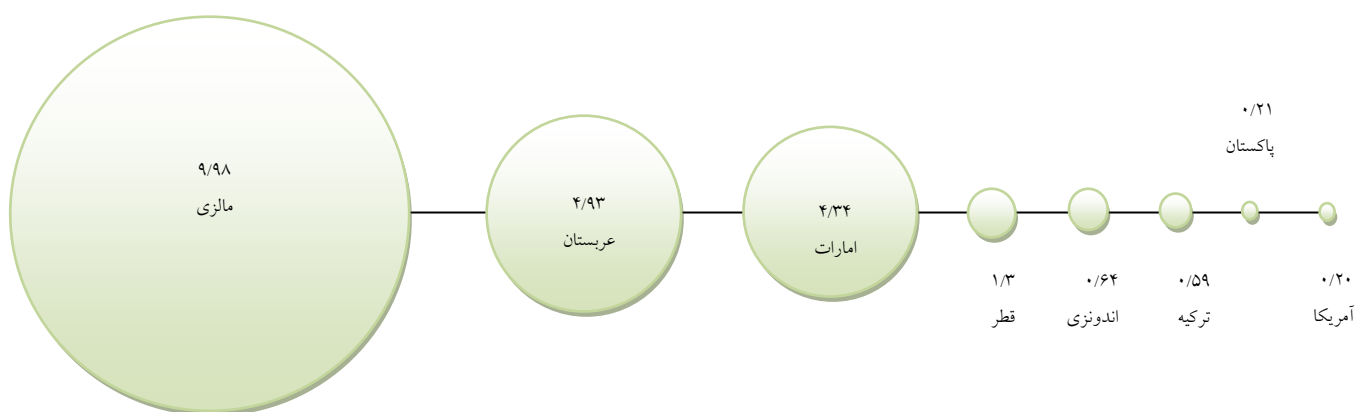 ۹/۹۸
مالزی
۴/۹۳
عربستان
۴/۳۴
امارات
۱/۳
قطر
۰/۶۴
اندونزی
۰/۵۹
ترکیه
۰/۲۱
پاکستان
۰/۲۰
آمریکا